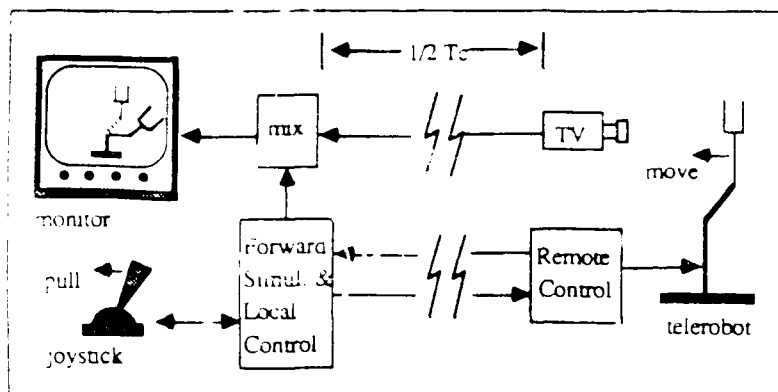 1/2 Tc
mix
TV
move
monitor
Forward
Simul. &
Local
Control
Remote
Control
pull
joystick
telerobot